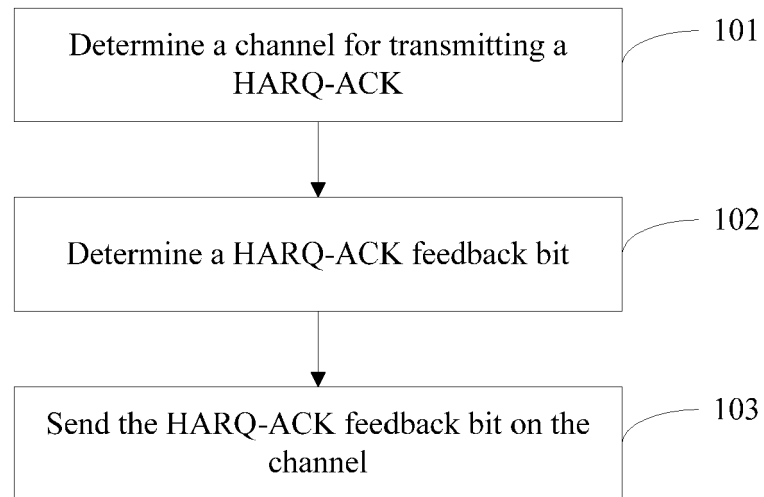 Determine a channel for transmitting a
HARQ-ACK
101
Determine a HARQ-ACK feedback bit
102
Send the HARQ-ACK feedback bit on the
channel
103